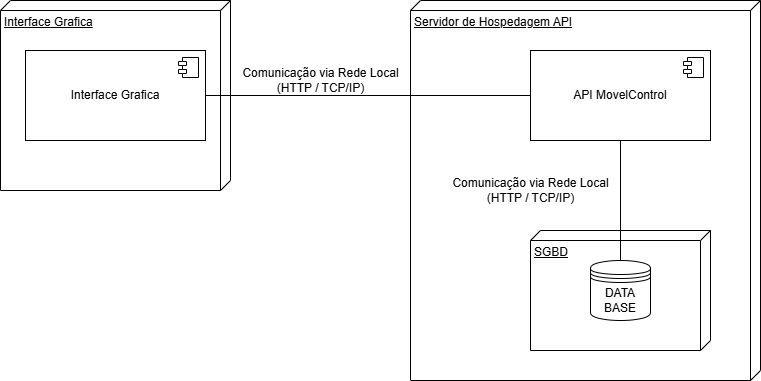 Interface Grafica
Servidor de Hospedagem API
Interface Grafica
Comunicação via Rede Local
(HTTP / TCP/IP)
API MovelControl
Comunicação via Rede Local
(HTTP / TCP/IP)
SGBD
DATA
BASE